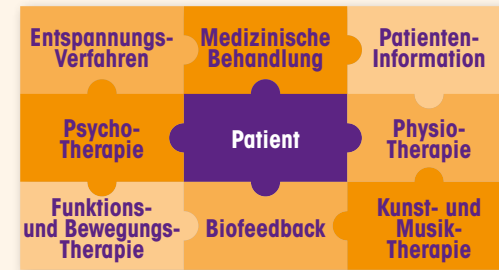 Entspannungs-
Verfahren
Medizinische
Behandlung
Patienten-
Information
Psycho-
Therapie
Patient
Physio-
Therapie
Funktions-
und Bewegungs-
Therapie
Biofeedback
Kunst- und
Musik-
Therapie